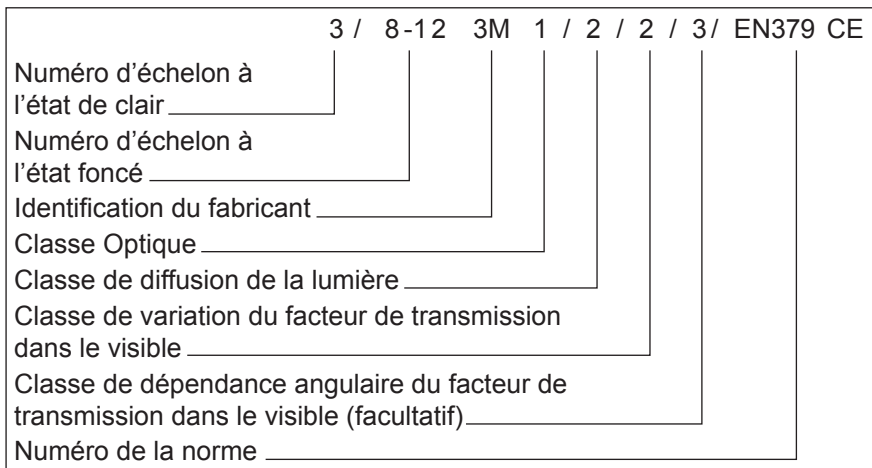 3 / 8-12 3M 1 / 2 / 2 / 3 / EN379 CE
Numéro d’échelon à
l’état de clair
Numéro d’échelon à
l’état foncé
Identification du fabricant
Classe Optique
Classe de diffusion de la lumière
Classe de variation du facteur de transmission
dans le visible
Classe de dépendance angulaire du facteur de
transmission dans le visible (facultatif)
Numéro de la norme